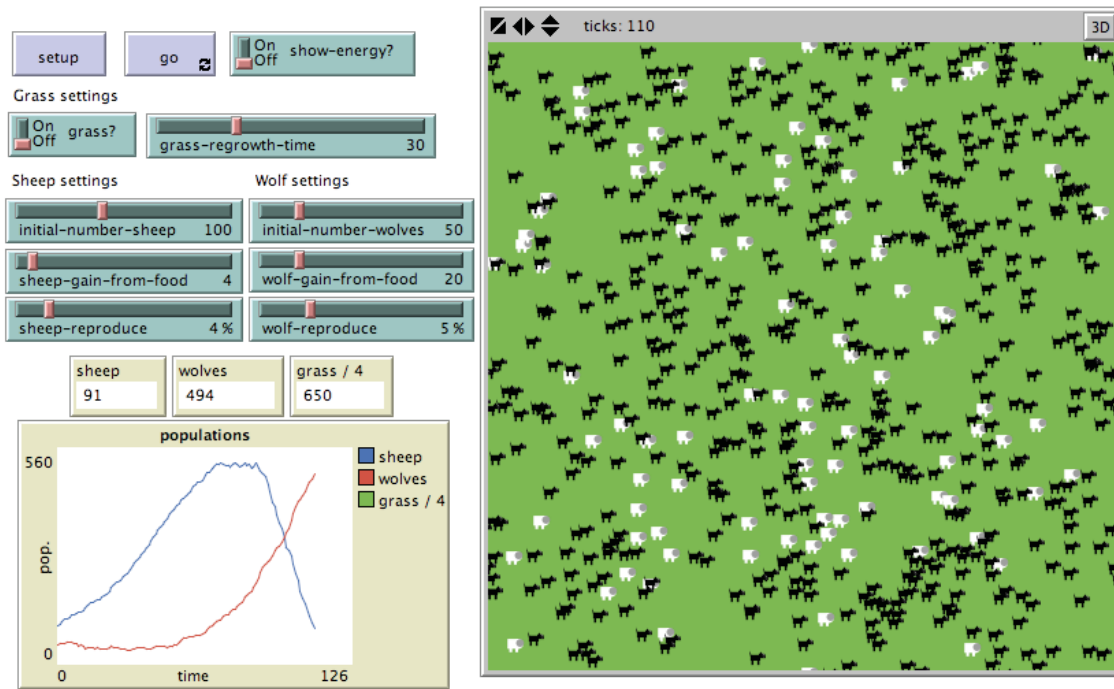 ticks: 110
3D
setup
go
On
Off
show-energy?
Grass settings
On
Off
grass?
grass-regrowth-time 30
Sheep settings
Wolf settings
initial-number-sheep 100
initial-number-wolves 50
sheep-gain-from-food 4
wolf-gain-from-food 20
sheep-reproduce 4 %
wolf-reproduce 5 %
sheep
91
wolves
494
grass / 4
650
populations
560
pop.
0
0
time
126
sheep
wolves
grass / 4